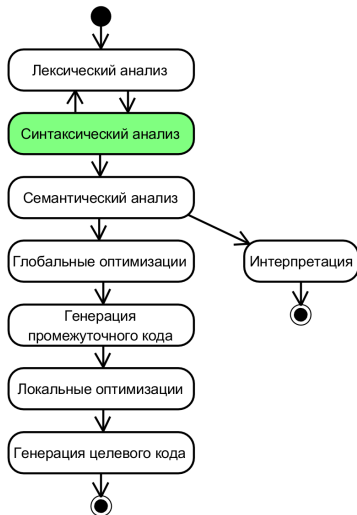 Лексический анализ
Синтаксический анализ
Семантический анализ
Глобальные оптимизации
Интерпретация
Генерация
промежуточного кода
Локальные оптимизации
Генерация целевого кода